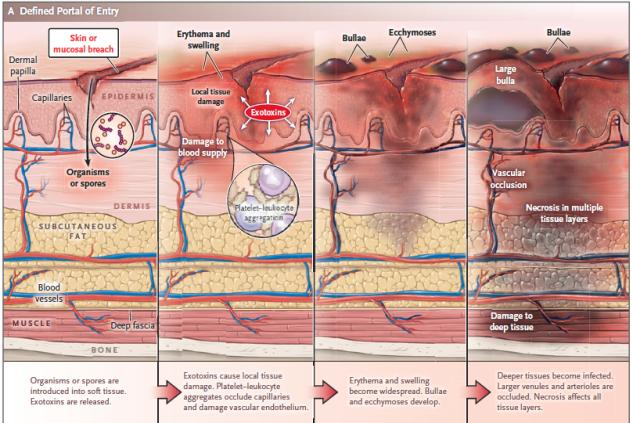 A Defined Portal of Entry
Skin or
mucosal breach
Dermal
papilla
Capillaries
EPIDERMIS
Organisms
or spores
DERMIS
SUBCUTANEOUS
FAT
Blood
vessels
MUSCLE
Deep fascia
BONE
Organisms or spores are
introduced into soft tissue.
Exotoxins are released.
Erythema and
swelling
Local tissue
damage
Exotoxins
Damage to
blood supply
Platelet–leukocyte
aggregation
Exotoxins cause local tissue
damage. Platelet–leukocyte
aggregates occlude capillaries
and damage vascular endothelium.
Bullae
Ecchymoses
Erythema and swelling
become widespread. Bullae
and ecchymoses develop.
Bullae
Large
bulla
Vascular
occlusion
Necrosis in multiple
tissue layers
Damage to
deep tissue
Deeper tissues become infected.
Larger venules and arterioles are
occluded. Necrosis affects all
tissue layers.